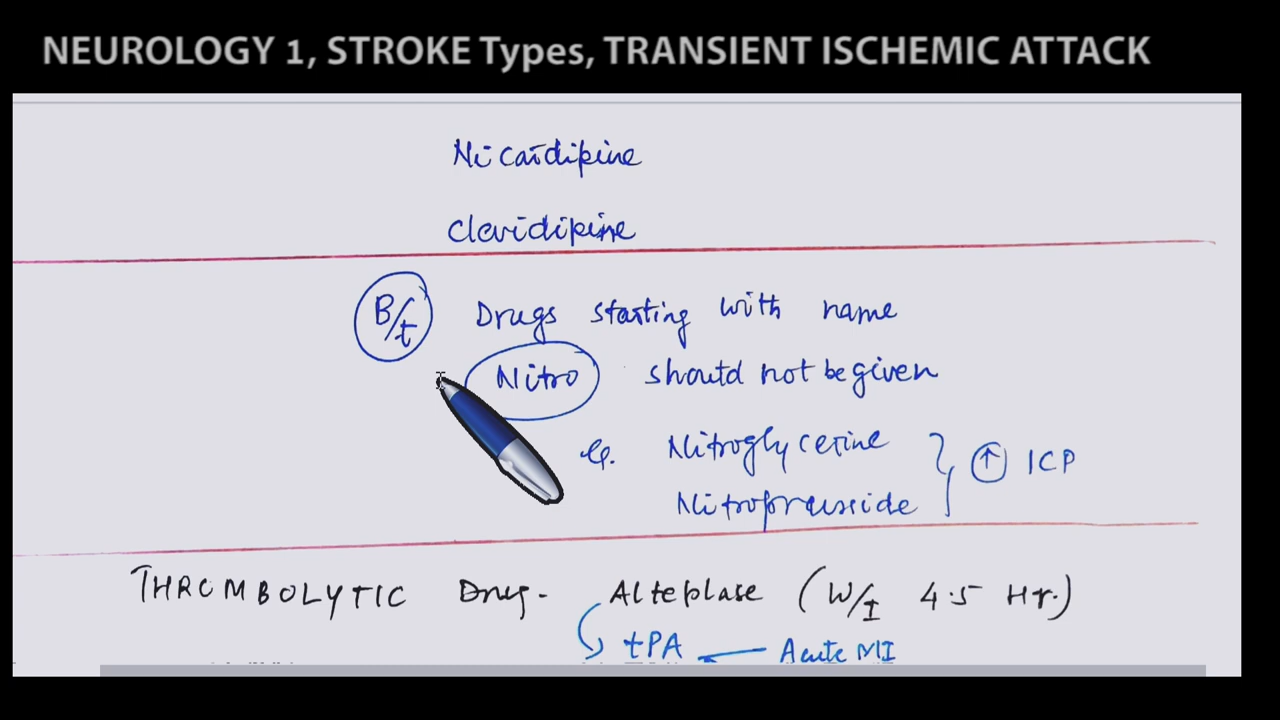 NEUROLOGY 1, STROKE Types, TRANSIENT ISCHEMIC ATTACK
Nicardipine
Clevidipine
B/t Drugs starting with name
Nitro should not be given
eg. Nitroglycerine
Nitroprusside } ↑ ICP
THROMBOLYTIC Drug - Alteplase (W/I 4.5 Hr.)
tPA Acute MI